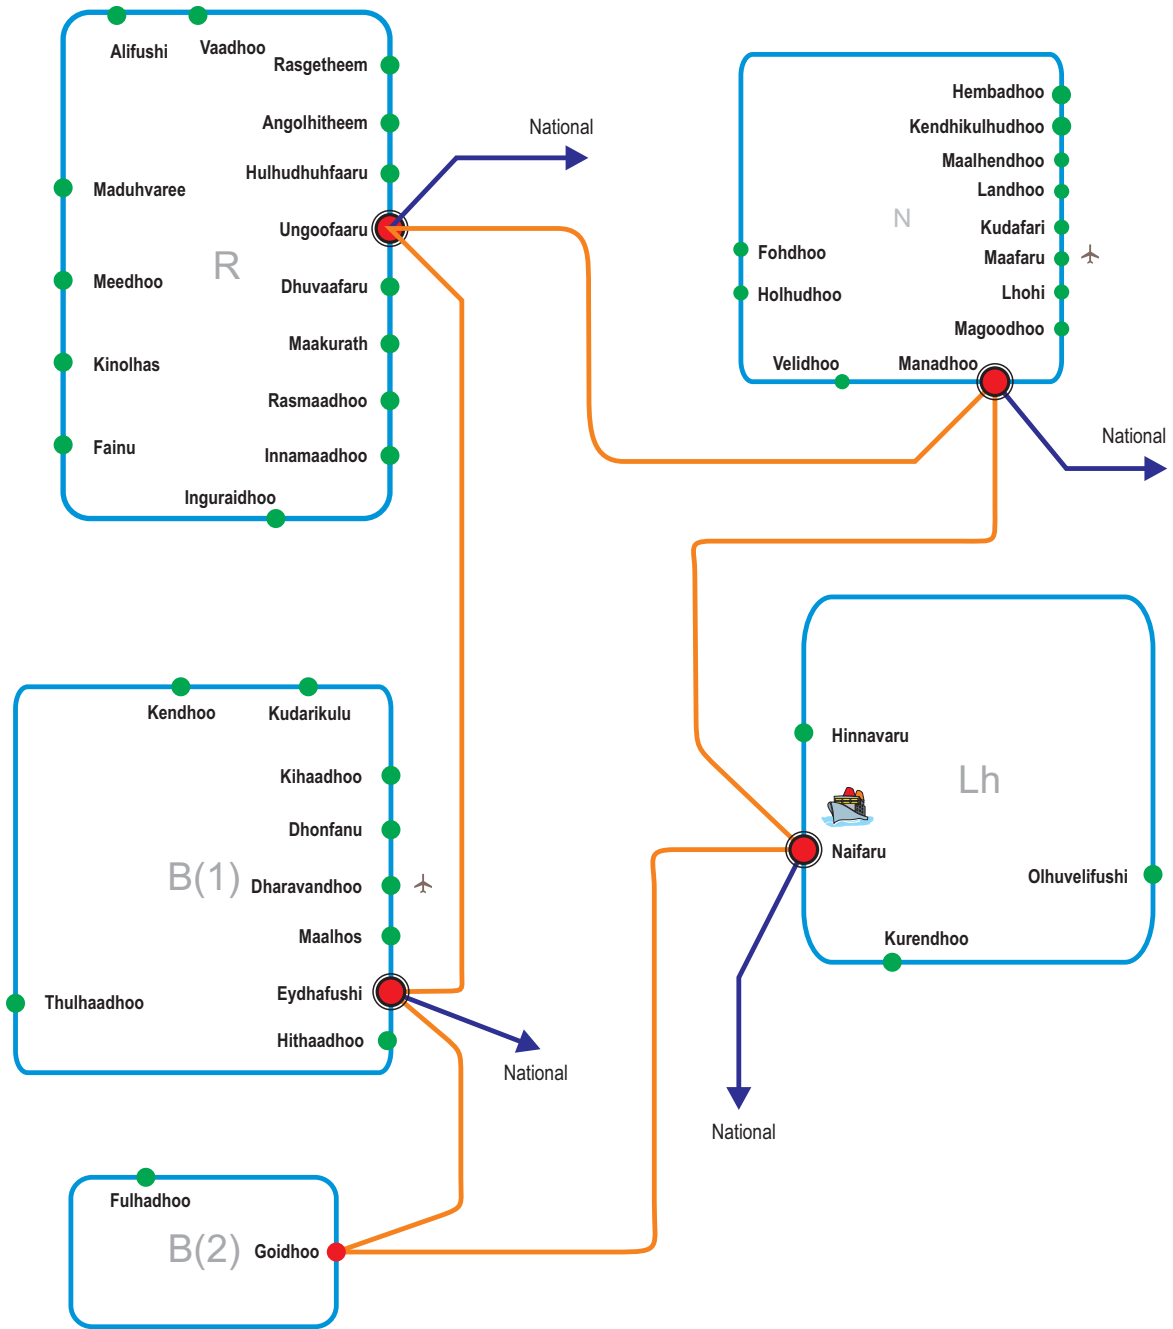 Alifushi
Vaadhoo
Rasgetheem
Angolhitheem
Hulhudhuhfaaru
Maduhvaree
Ungoofaaru
R
Meedhoo
Dhuvaafaru
Maakurath
Kinolhas
Rasmaadhoo
Fainu
Innamaadhoo
Inguraidhoo
National
Hembadhoo
Kendhikulhudhoo
Maalhendhoo
Landhoo
N
Kudafari
Fohdhoo
Maafaru
Holhudhoo
Lhohi
Magoodhoo
Velidhoo
Manadhoo
National
Kendhoo
Kudarikulu
Kihaadhoo
Dhonfanu
B(1)
Dharavandhoo
Maalhos
Eydhafushi
Thulhaadhoo
Hithaadhoo
National
Hinnavaru
Lh
Naifaru
Olhuvelifushi
Kurendhoo
National
Fulhadhoo
B(2)
Goidhoo